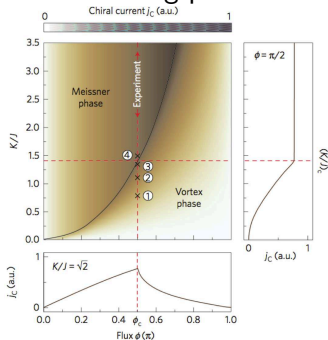 Chiral current j_C (a.u.)
0 1
3.5
3.0
2.5
2.0
1.5
1.0
0.5
0.0
K/J
Meissner
phase
Experiment
Vortex
phase
④
③
②
①
ϕ = π/2
(K/J)_c
0 1
j_C (a.u.)
K/J = √2
1
0
j_C (a.u.)
0.0 0.2 0.4 ϕ_c 0.6 0.8 1.0
Flux ϕ(π)